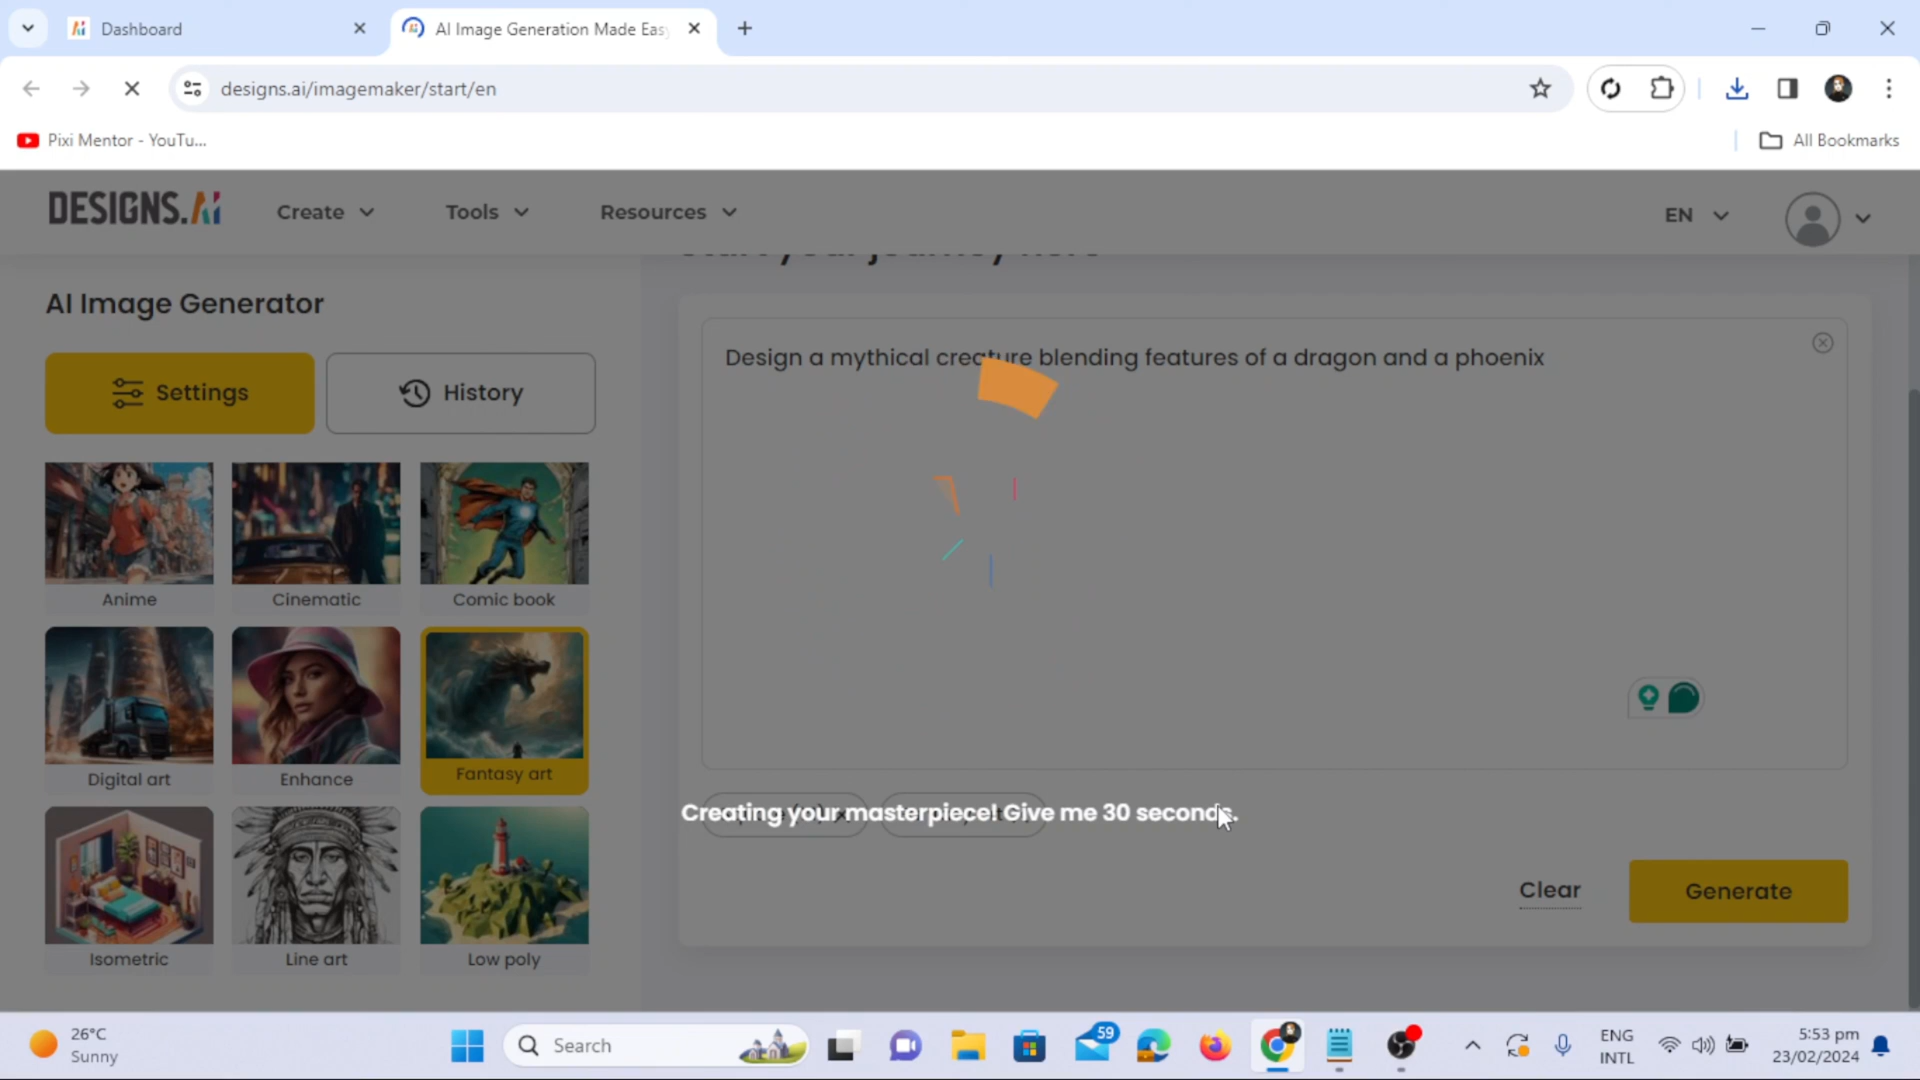 Dashboard
AI Image Generation Made Eas
designs.ai/imagemaker/start/en
Pixi Mentor - YouTu...
All Bookmarks
DESIGNS.Ai
Create
Tools
Resources
EN
AI Image Generator
Settings
History
Anime
Cinematic
Comic book
Digital art
Enhance
Fantasy art
Isometric
Line art
Low poly
Design a mythical creature blending features of a dragon and a phoenix
Creating your masterpiece! Give me 30 seconds.
Clear
Generate
26°C
Sunny
Search
59
ENG
INTL
5:53 pm
23/02/2024